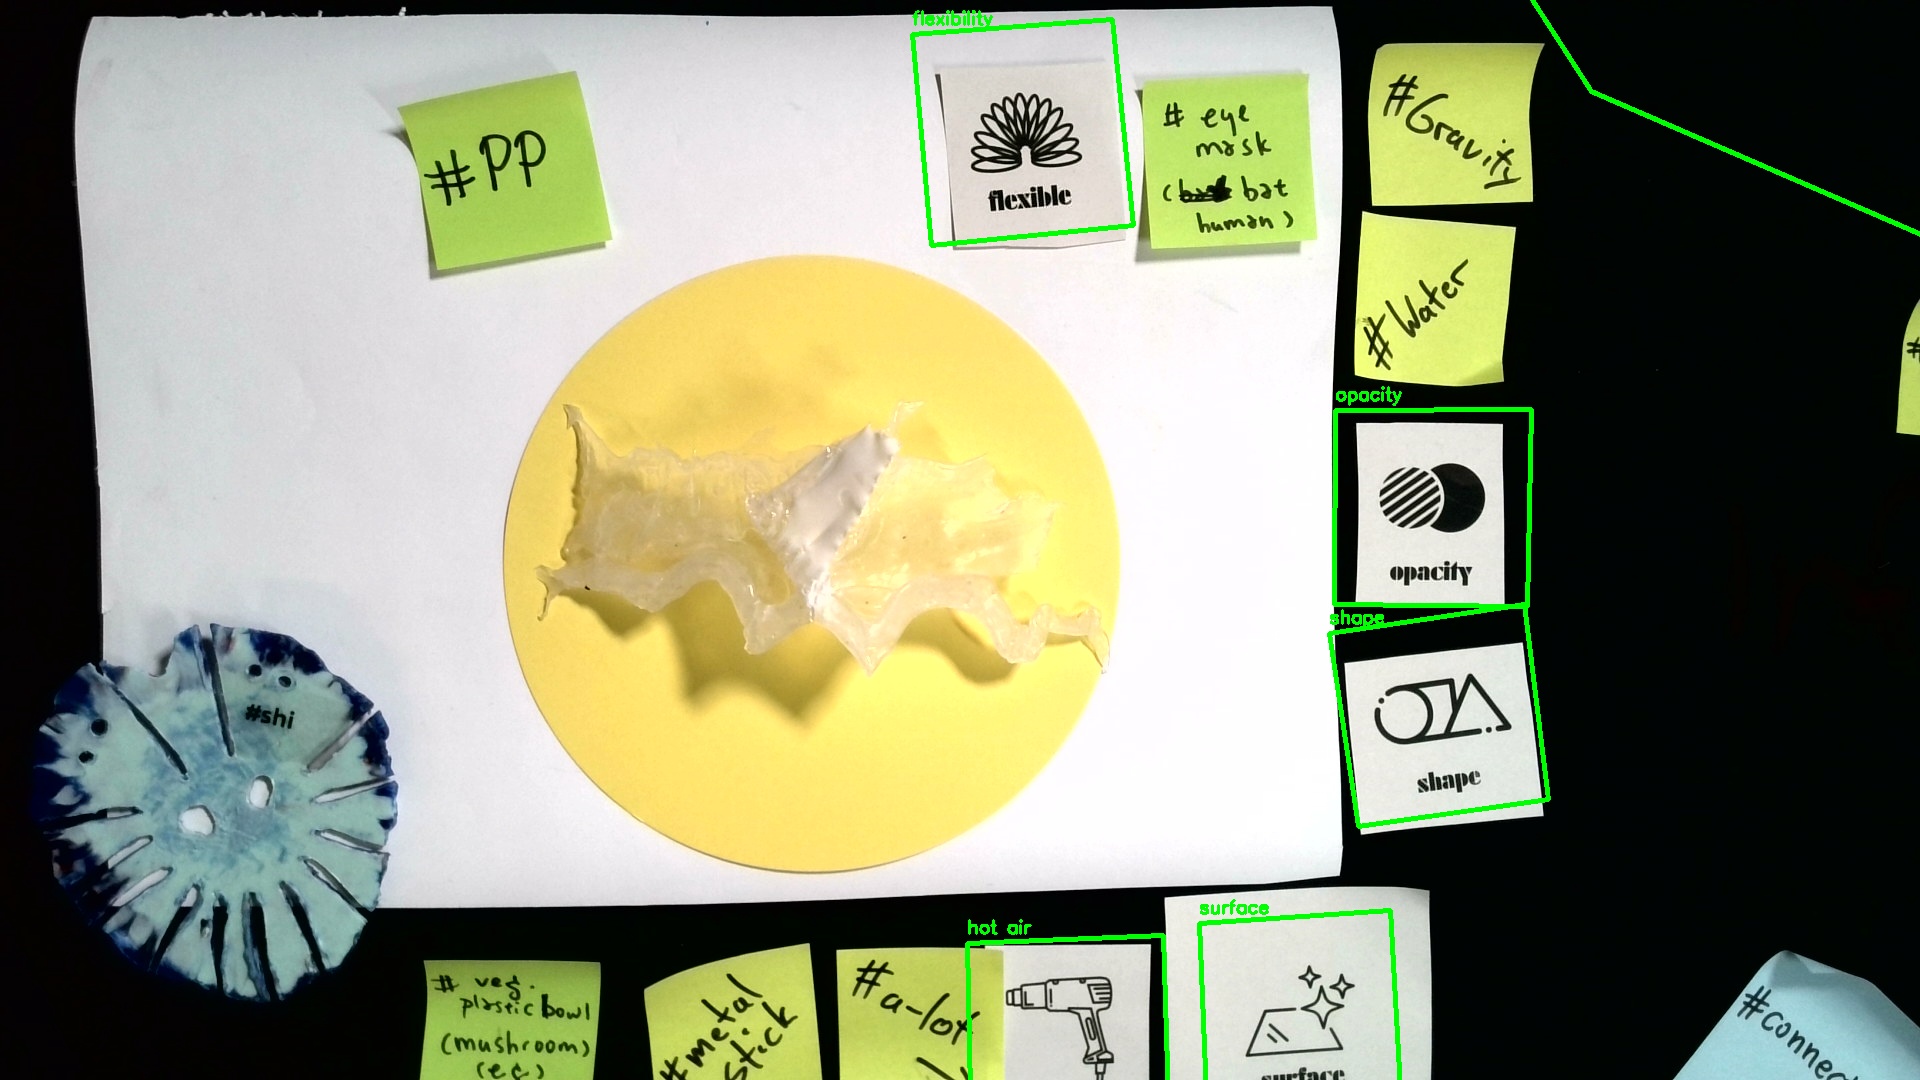 flexibility
#PP
flexible
# eye
mask
( bat
human)
#Gravity
#Water
opacity
opacity
shape
shape
#shi
surface
hot air
# veg.
plastic bowl
(mushroom)
#metal
stick
#a-lot
surface
#connec